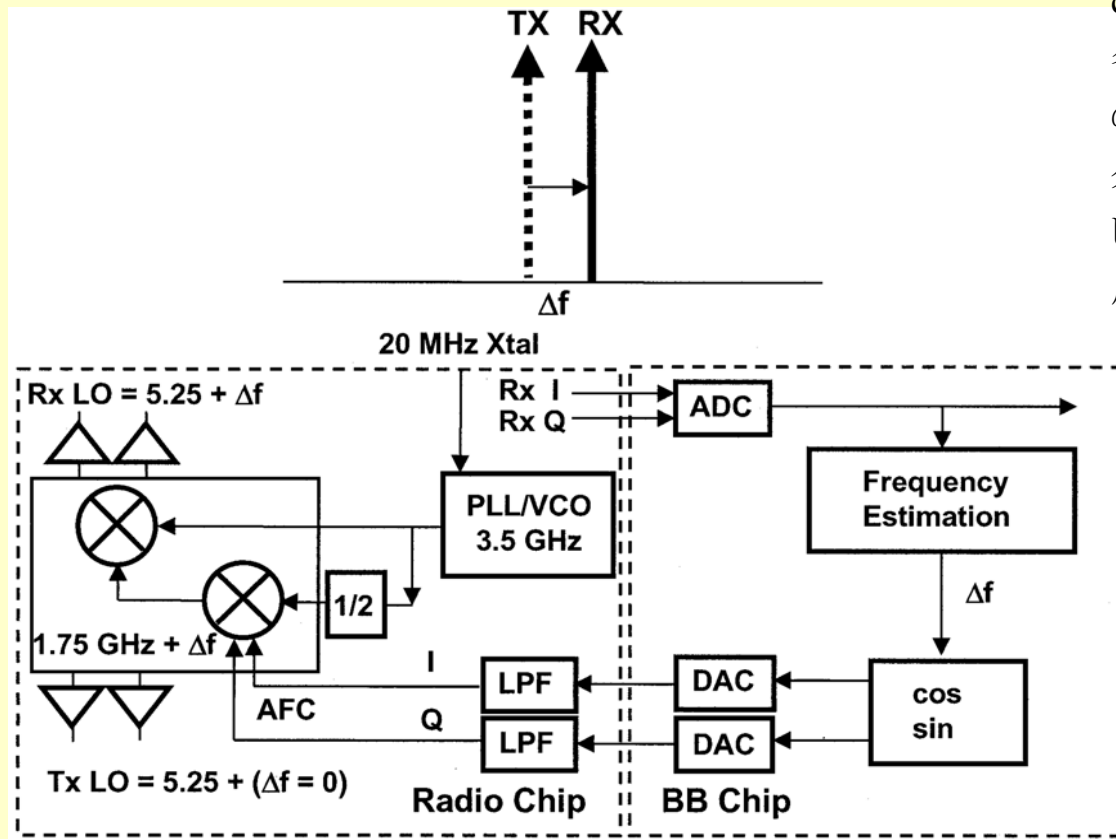 TX RX
Δf
20 MHz Xtal
Rx LO = 5.25 + Δf
Rx I
Rx Q
ADC
PLL/VCO
3.5 GHz
Frequency
Estimation
1/2
Δf
1.75 GHz + Δf
I
AFC
Q
LPF
LPF
DAC
DAC
cos
sin
Tx LO = 5.25 + (Δf = 0)
Radio Chip
BB Chip